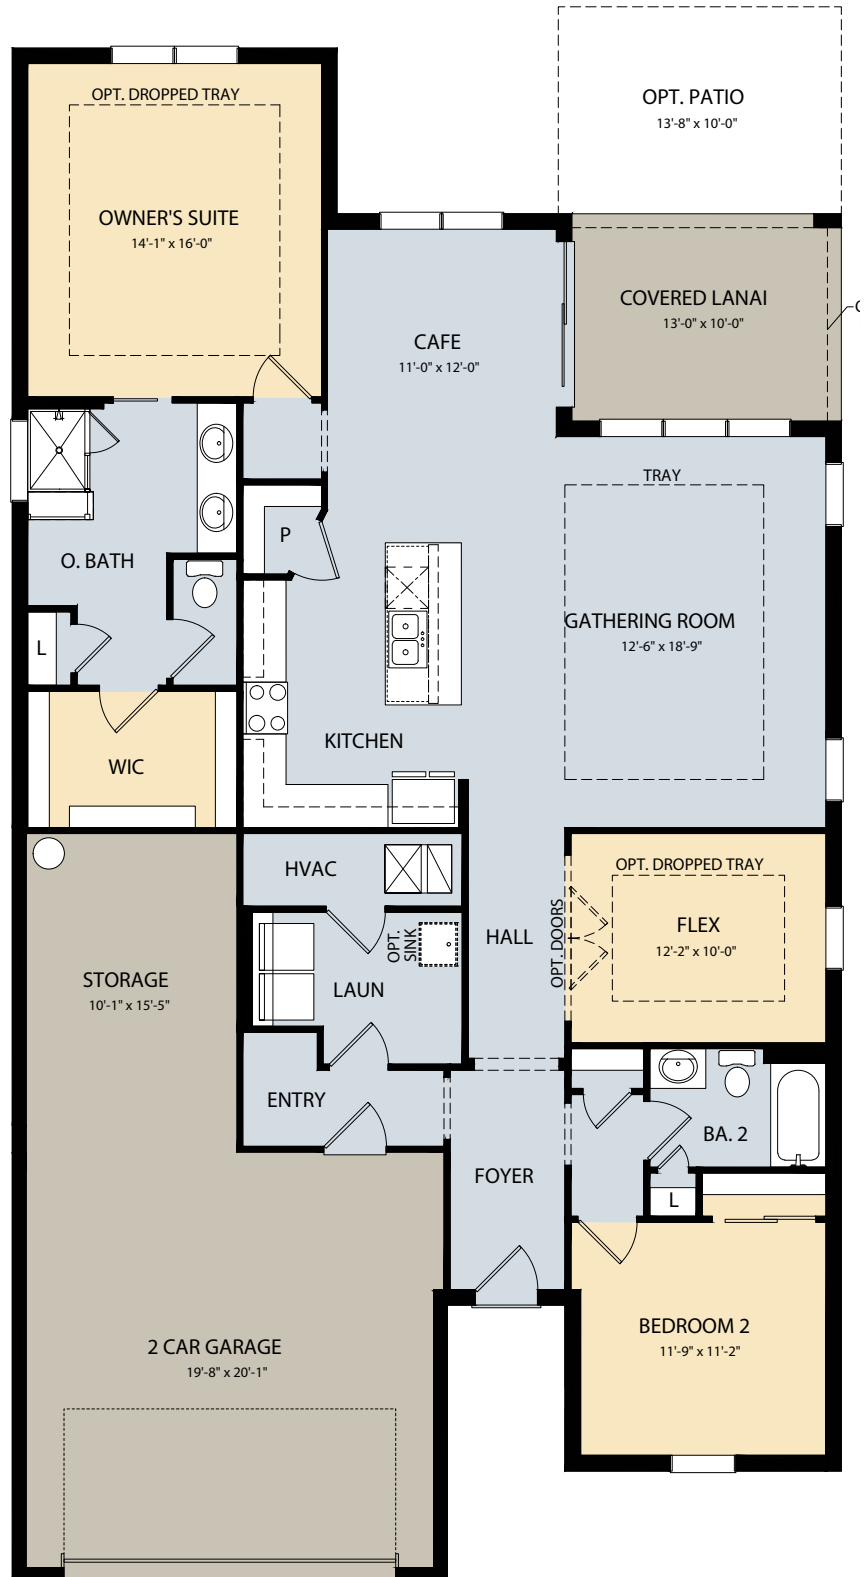 OPT. PATIO
13'-8" x 10'-0"
OPT. DROPPED TRAY
OWNER'S SUITE
14'-1" x 16'-0"
COVERED LANAI
13'-0" x 10'-0"
CAFE
11'-0" x 12'-0"
TRAY
P
O. BATH
GATHERING ROOM
12'-6" x 18'-9"
L
KITCHEN
WIC
HVAC
OPT. DROPPED TRAY
OPT. DOORS
FLEX
12'-2" x 10'-0"
HALL
OPT.
SINK
STORAGE
10'-1" x 15'-5"
LAUN
ENTRY
BA. 2
FOYER
L
2 CAR GARAGE
19'-8" x 20'-1"
BEDROOM 2
11'-9" x 11'-2"